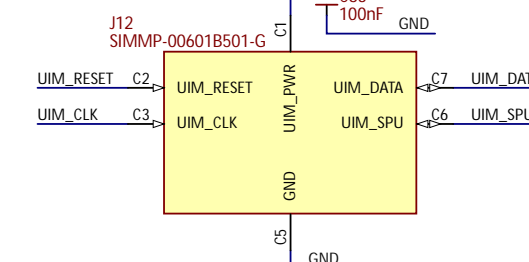 J12
SIMMP-00601B501-G
C1
100nF
GND
UIM_RESET C2 UIM_RESET
UIM_PWR
UIM_DATA C7
UIM_CLK C3 UIM_CLK
UIM_SPU C6 UIM_SPU
GND
C5
GND